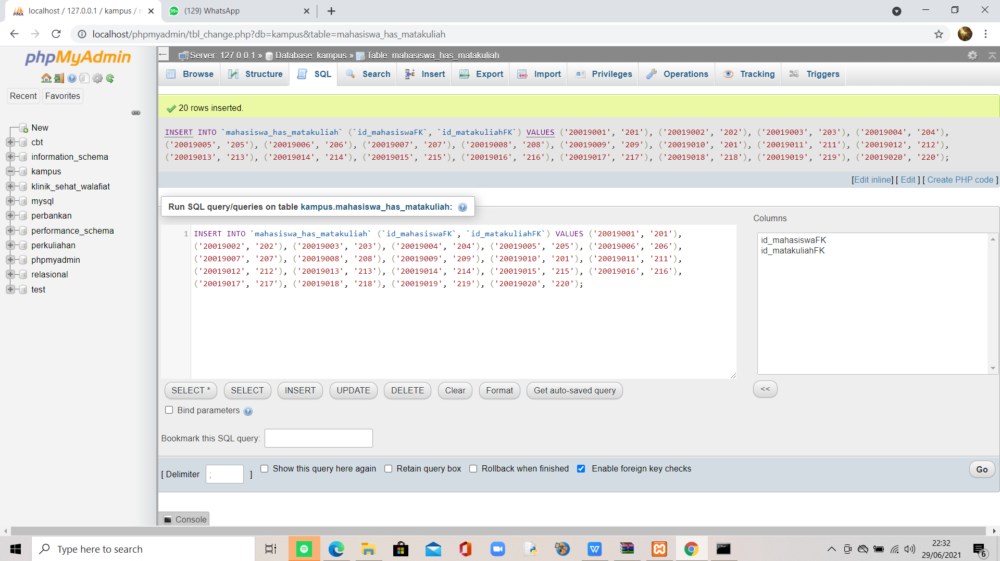 localhost / 127.0.0.1 / kampus /
(129) WhatsApp
localhost/phpmyadmin/tbl_change.php?db=kampus&table=mahasiswa_has_matakuliah
phpMyAdmin
Recent
Favorites
New
cbt
information_schema
kampus
klinik_sehat_walafiat
mysql
perbankan
performance_schema
perkuliahan
phpmyadmin
relasional
test
Server: 127.0.0.1 » Database: kampus » Table: mahasiswa_has_matakuliah
Browse
Structure
SQL
Search
Insert
Export
Import
Privileges
Operations
Tracking
Triggers
20 rows inserted.
INSERT INTO `mahasiswa_has_matakuliah` (`id_mahasiswaFK`, `id_matakuliahFK`) VALUES ('20019001', '201'), ('20019002', '202'), ('20019003', '203'), ('20019004', '204'),
('20019005', '205'), ('20019006', '206'), ('20019007', '207'), ('20019008', '208'), ('20019009', '209'), ('20019010', '201'), ('20019011', '211'), ('20019012', '212'),
('20019013', '213'), ('20019014', '214'), ('20019015', '215'), ('20019016', '216'), ('20019017', '217'), ('20019018', '218'), ('20019019', '219'), ('20019020', '220');
[Edit inline] [ Edit ] [ Create PHP code ]
Run SQL query/queries on table kampus.mahasiswa_has_matakuliah:
1 INSERT INTO `mahasiswa_has_matakuliah` (`id_mahasiswaFK`, `id_matakuliahFK`) VALUES ('20019001', '201'),
('20019002', '202'), ('20019003', '203'), ('20019004', '204'), ('20019005', '205'), ('20019006', '206'),
('20019007', '207'), ('20019008', '208'), ('20019009', '209'), ('20019010', '201'), ('20019011', '211'),
('20019012', '212'), ('20019013', '213'), ('20019014', '214'), ('20019015', '215'), ('20019016', '216'),
('20019017', '217'), ('20019018', '218'), ('20019019', '219'), ('20019020', '220');
Columns
id_mahasiswaFK
id_matakuliahFK
SELECT *
SELECT
INSERT
UPDATE
DELETE
Clear
Format
Get auto-saved query
<<
Bind parameters
Bookmark this SQL query:
[ Delimiter ; ]
Show this query here again
Retain query box
Rollback when finished
Enable foreign key checks
Go
Console
Type here to search
22:32
29/06/2021
6